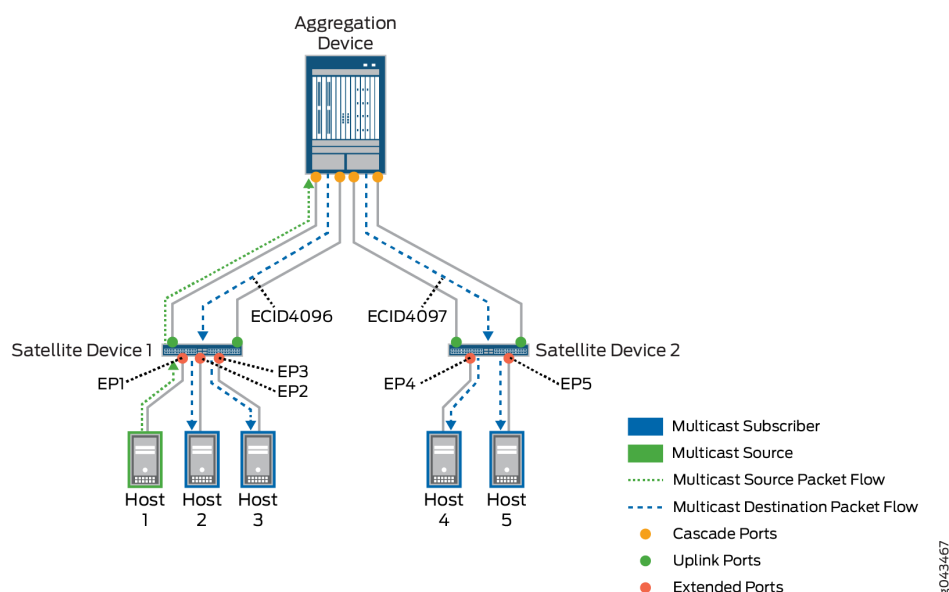 Aggregation
Device
ECID4096
ECID4097
Satellite Device 1
Satellite Device 2
EP1
EP3
EP2
EP4
EP5
Host
1
Host
2
Host
3
Host
4
Host
5
Multicast Subscriber
Multicast Source
Multicast Source Packet Flow
Multicast Destination Packet Flow
Cascade Ports
Uplink Ports
Extended Ports
g043467